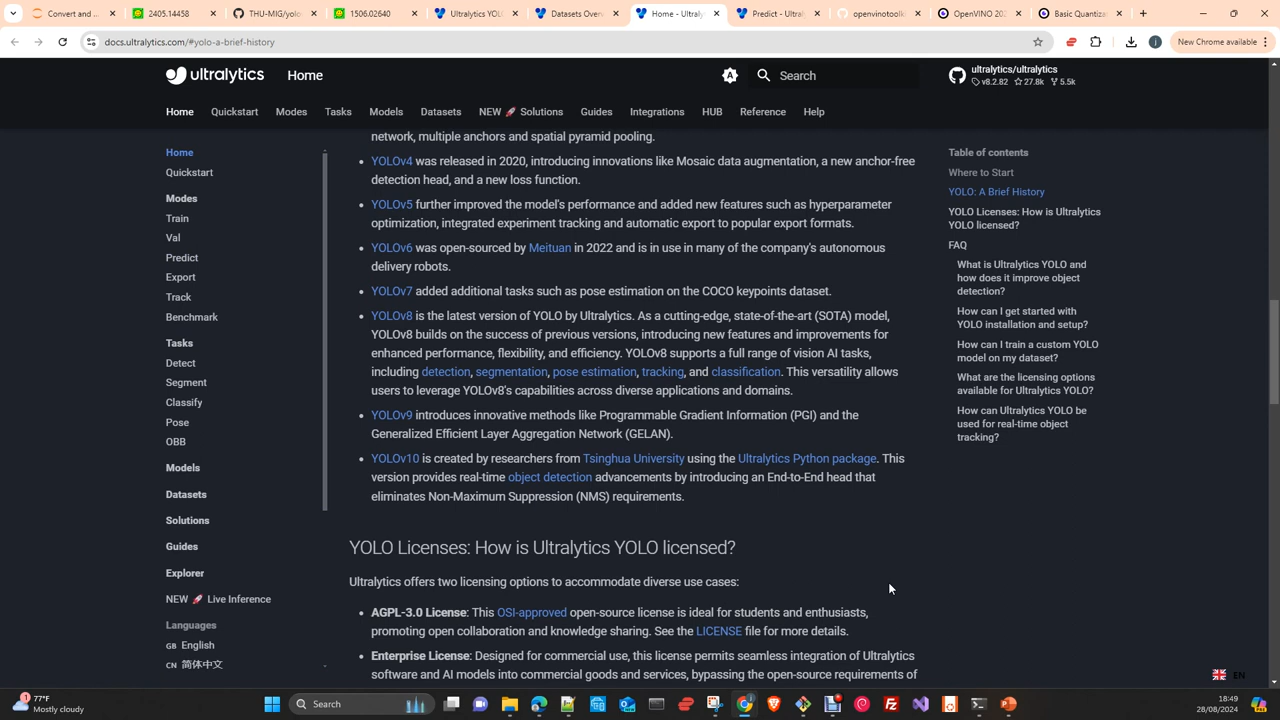 Convert and
2405.14458
THU-MIG/yolo
1506.02640
Ultralytics YOL
Datasets Over
Home - Ultraly
Predict - Ultral
openvinotoolk
OpenVINO 202
Basic Quantiza
docs.ultralytics.com/#yolo-a-brief-history
New Chrome available
ultralytics
Home
Search
ultralytics/ultralytics
v8.2.82 27.8k 5.5k
Home Quickstart Modes Tasks Models Datasets NEW 🚀 Solutions Guides Integrations HUB Reference Help
Home
Quickstart
Modes
Train
Val
Predict
Export
Track
Benchmark
Tasks
Detect
Segment
Classify
Pose
OBB
Models
Datasets
Solutions
Guides
Explorer
NEW 🚀 Live Inference
Languages
GB English
CN 简体中文
network, multiple anchors and spatial pyramid pooling.
• YOLOv4 was released in 2020, introducing innovations like Mosaic data augmentation, a new anchor-free
detection head, and a new loss function.
• YOLOv5 further improved the model's performance and added new features such as hyperparameter
optimization, integrated experiment tracking and automatic export to popular export formats.
• YOLOv6 was open-sourced by Meituan in 2022 and is in use in many of the company's autonomous
delivery robots.
• YOLOv7 added additional tasks such as pose estimation on the COCO keypoints dataset.
• YOLOv8 is the latest version of YOLO by Ultralytics. As a cutting-edge, state-of-the-art (SOTA) model,
YOLOv8 builds on the success of previous versions, introducing new features and improvements for
enhanced performance, flexibility, and efficiency. YOLOv8 supports a full range of vision AI tasks,
including detection, segmentation, pose estimation, tracking, and classification. This versatility allows
users to leverage YOLOv8's capabilities across diverse applications and domains.
• YOLOv9 introduces innovative methods like Programmable Gradient Information (PGI) and the
Generalized Efficient Layer Aggregation Network (GELAN).
• YOLOv10 is created by researchers from Tsinghua University using the Ultralytics Python package. This
version provides real-time object detection advancements by introducing an End-to-End head that
eliminates Non-Maximum Suppression (NMS) requirements.
YOLO Licenses: How is Ultralytics YOLO licensed?
Ultralytics offers two licensing options to accommodate diverse use cases:
• AGPL-3.0 License: This OSI-approved open-source license is ideal for students and enthusiasts,
promoting open collaboration and knowledge sharing. See the LICENSE file for more details.
• Enterprise License: Designed for commercial use, this license permits seamless integration of Ultralytics
software and AI models into commercial goods and services, bypassing the open-source requirements of
Table of contents
Where to Start
YOLO: A Brief History
YOLO Licenses: How is Ultralytics
YOLO licensed?
FAQ
What is Ultralytics YOLO and
how does it improve object
detection?
How can I get started with
YOLO installation and setup?
How can I train a custom YOLO
model on my dataset?
What are the licensing options
available for Ultralytics YOLO?
How can Ultralytics YOLO be
used for real-time object
tracking?
EN
1
77°F
Mostly cloudy
Search
18:49
28/08/2024